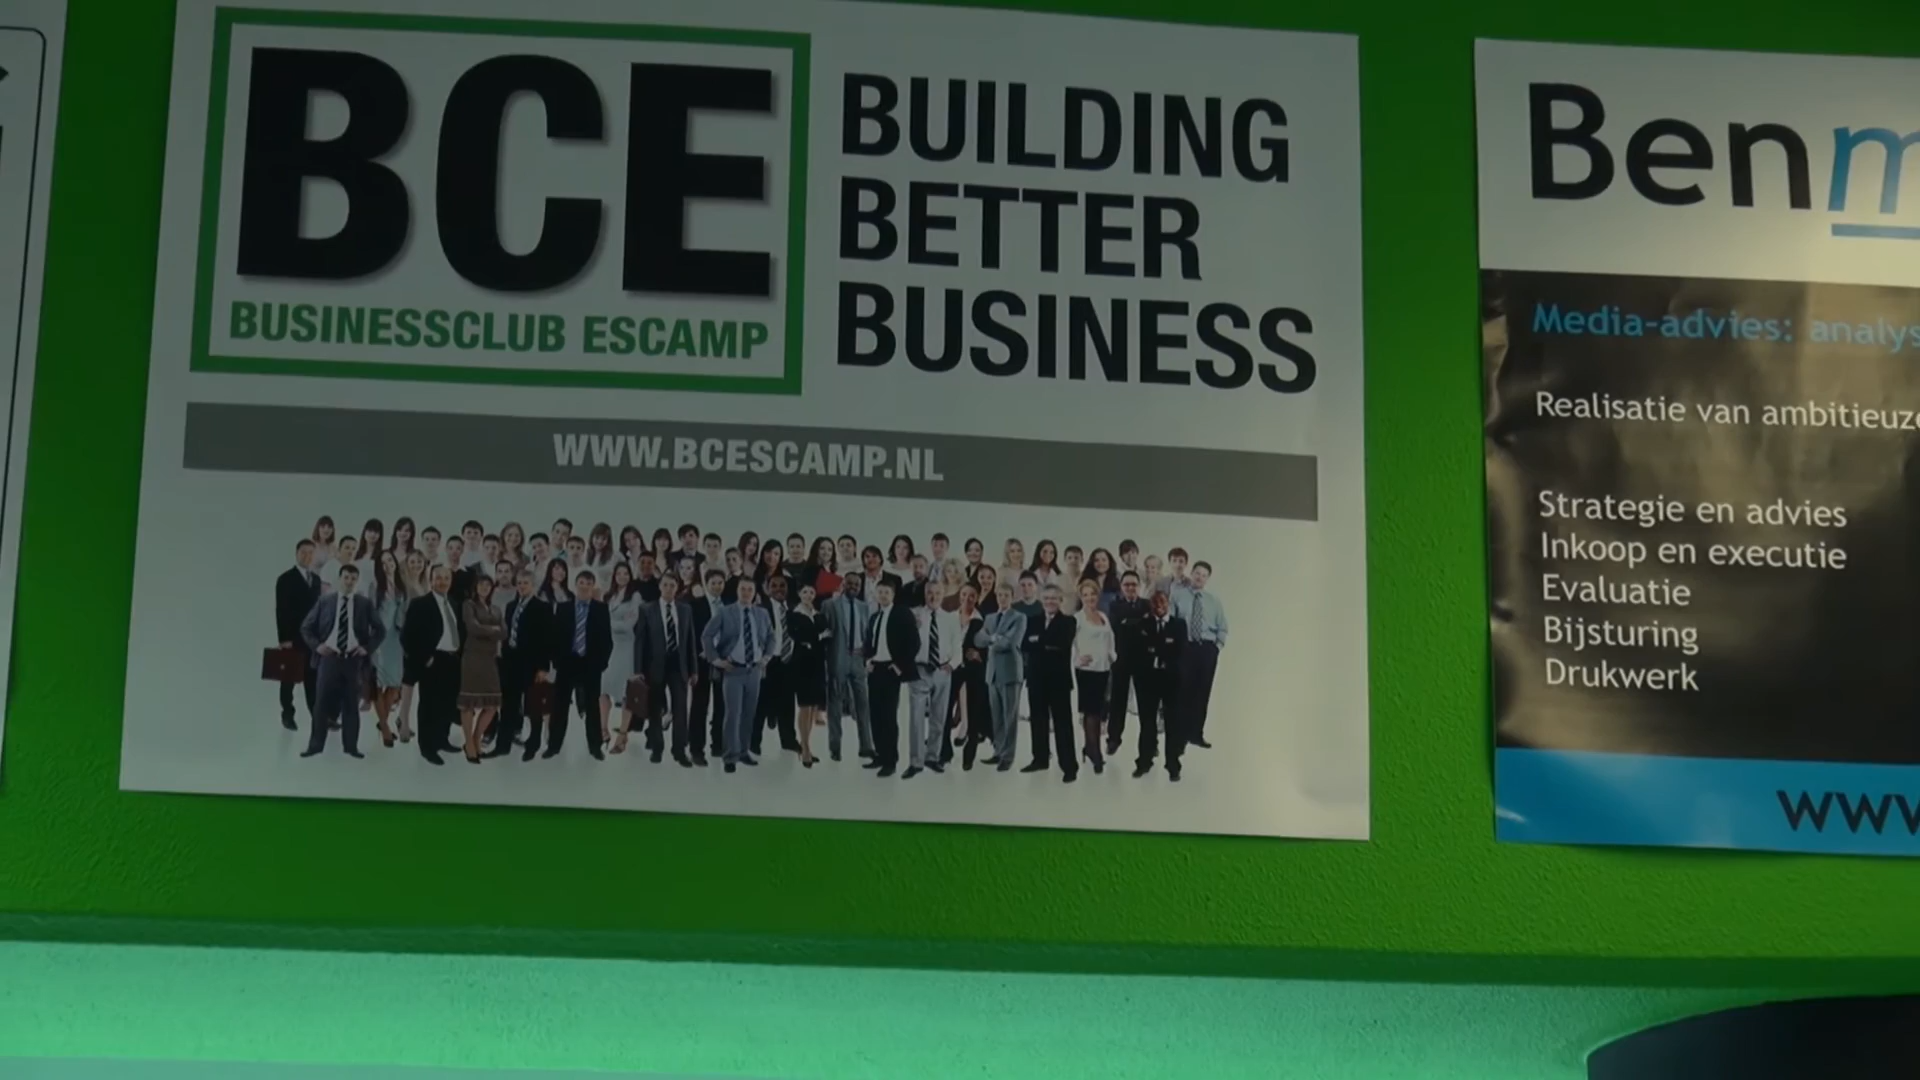 BCE
BUSINESSCLUB ESCAMP
BUILDING
BETTER
BUSINESS
WWW.BCESCAMP.NL
Media-advies:
Realisatie van
Strategie en advies
Inkoop en executie
Evaluatie
Bijsturing
Drukwerk